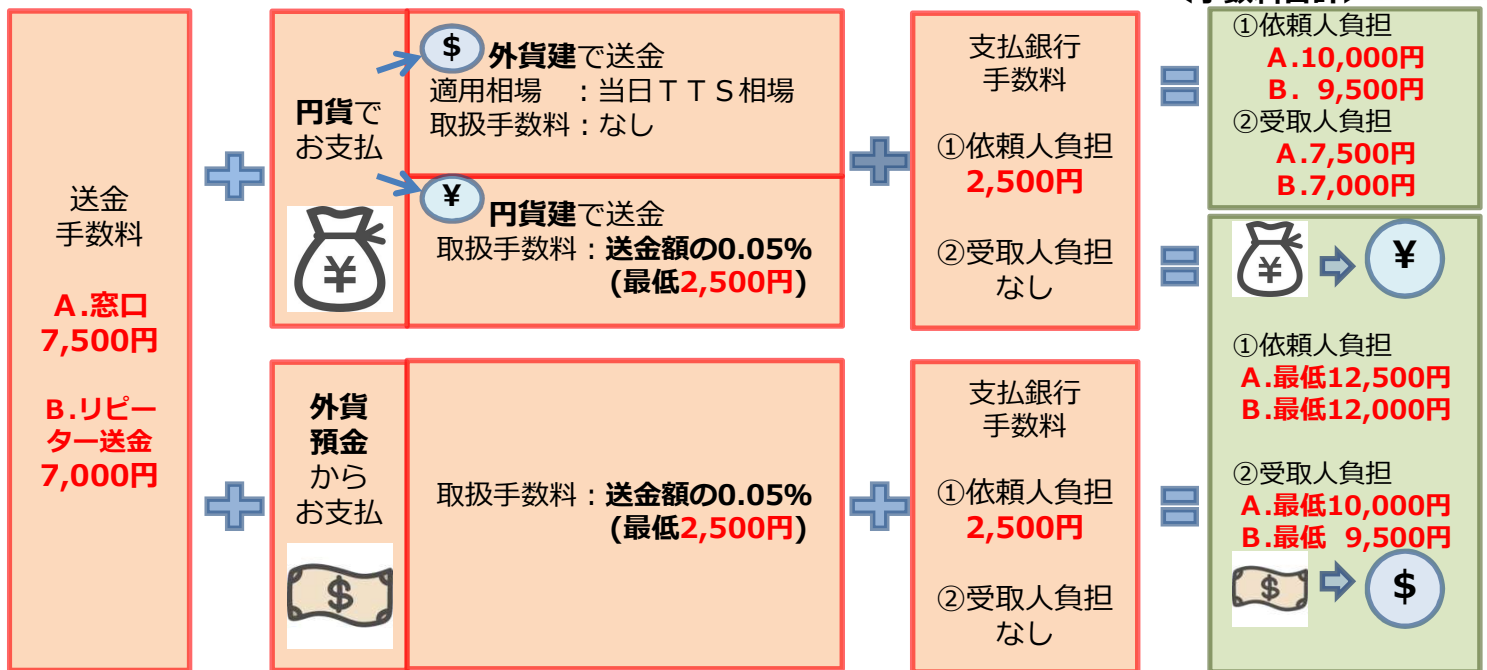 手数料合計
送金
手数料
A.窓口
7,500円
B.リピー
ター送金
7,000円
円貨で
お支払
¥
$
外貨建で送金
適用相場 :当日TTS相場
取扱手数料:なし
¥
円貨建で送金
取扱手数料:送金額の0.05%
(最低2,500円)
支払銀行
手数料
①依頼人負担
2,500円
②受取人負担
なし
①依頼人負担
A.10,000円
B. 9,500円
②受取人負担
A.7,500円
B.7,000円
外貨
預金
から
お支払
$
取扱手数料:送金額の0.05%
(最低2,500円)
支払銀行
手数料
①依頼人負担
2,500円
②受取人負担
なし
¥
¥
①依頼人負担
A.最低12,500円
B.最低12,000円
②受取人負担
A.最低10,000円
B.最低 9,500円
$
$